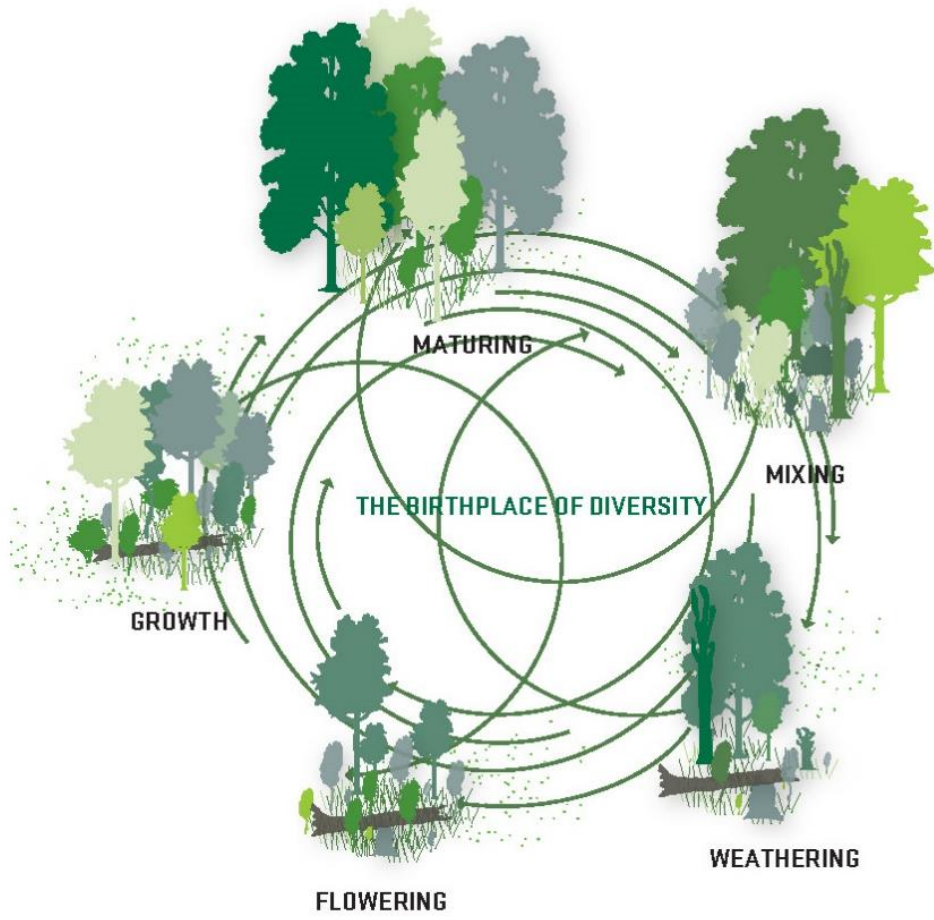 MATURING
MIXING
THE BIRTHPLACE OF DIVERSITY
GROWTH
WEATHERING
FLOWERING